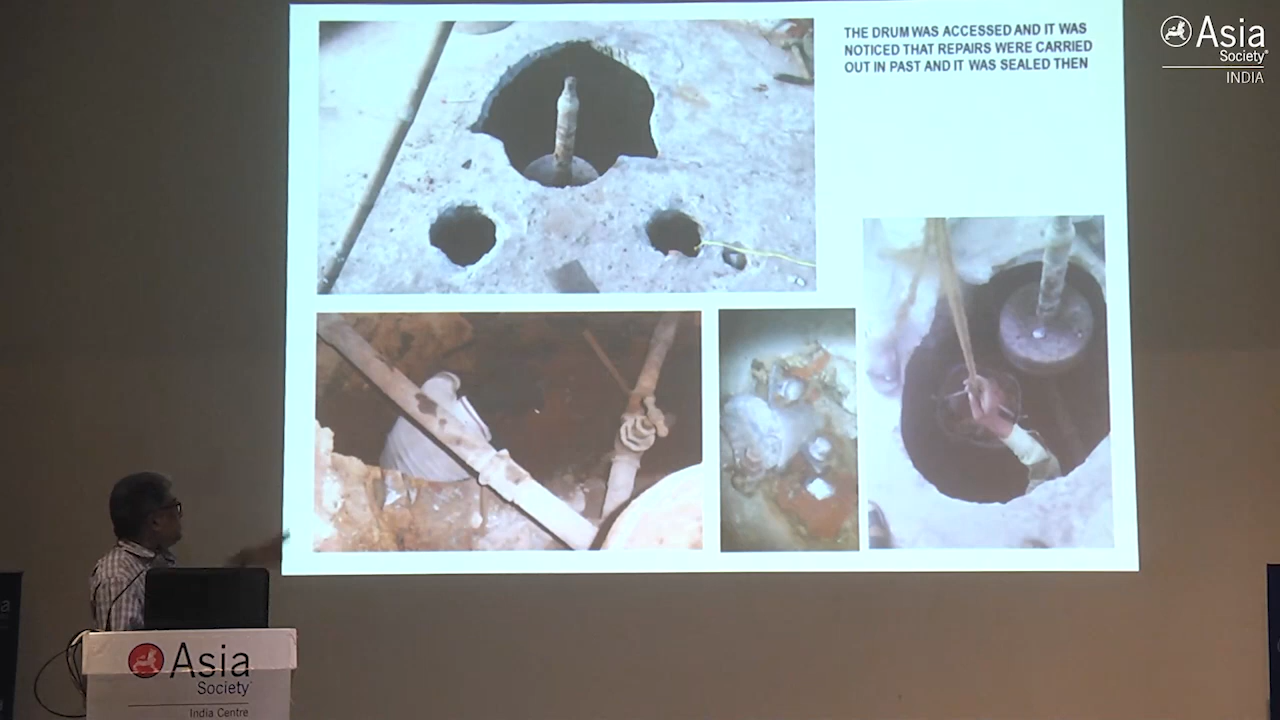 THE DRUM WAS ACCESSED AND IT WAS
NOTICED THAT REPAIRS WERE CARRIED
OUT IN PAST AND IT WAS SEALED THEN
Asia
Society
INDIA
Asia
Society
India Centre